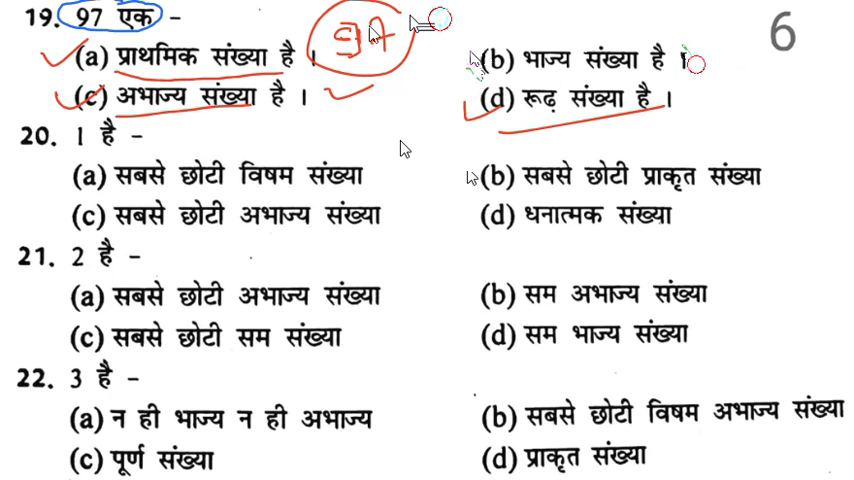 19. 97 एक -
6
(a) प्राथमिक संख्या है ।
(b) भाज्य संख्या है ।
(c) अभाज्य संख्या है ।
(d) रूढ़ संख्या है ।
20. 1 है -
(a) सबसे छोटी विषम संख्या
(b) सबसे छोटी प्राकृत संख्या
(c) सबसे छोटी अभाज्य संख्या
(d) धनात्मक संख्या
21. 2 है -
(a) सबसे छोटी अभाज्य संख्या
(b) सम अभाज्य संख्या
(c) सबसे छोटी सम संख्या
(d) सम भाज्य संख्या
22. 3 है -
(a) न ही भाज्य न ही अभाज्य
(b) सबसे छोटी विषम अभाज्य संख्या
(c) पूर्ण संख्या
(d) प्राकृत संख्या